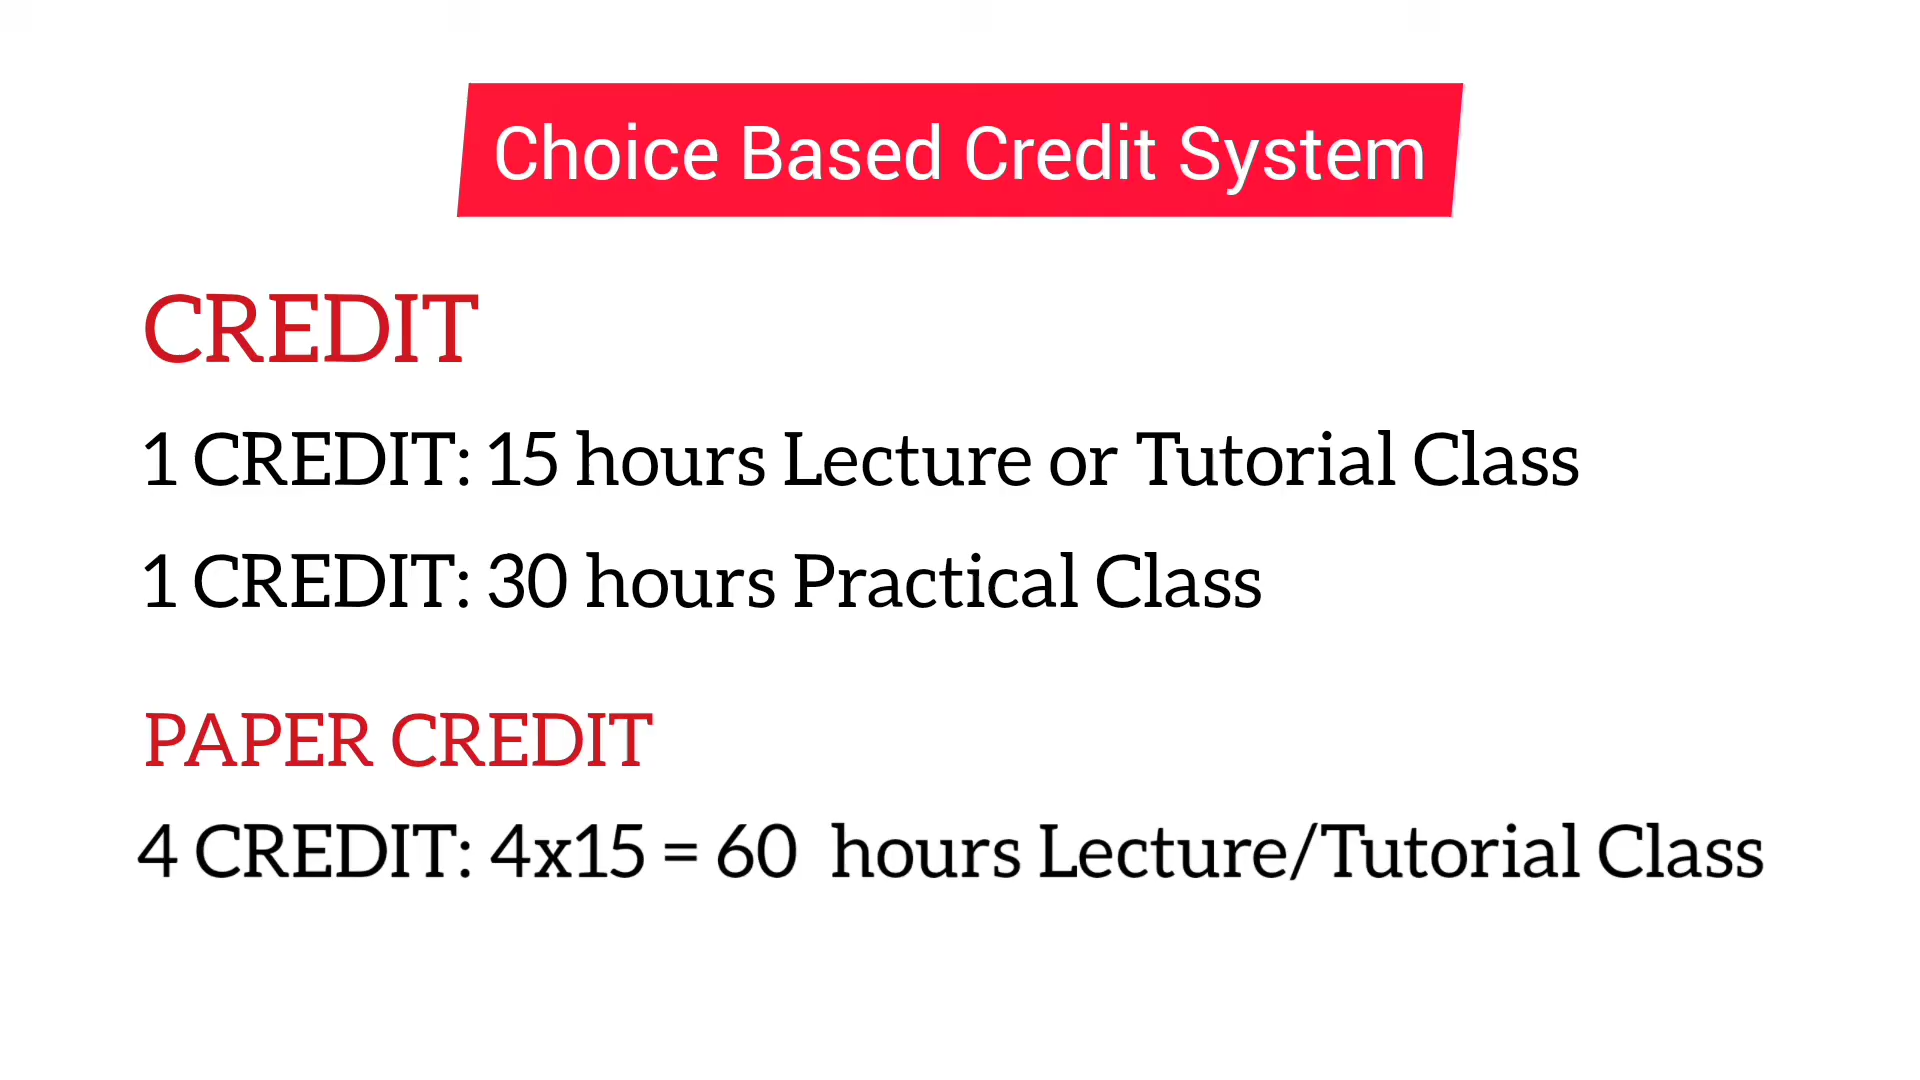 Choice Based Credit System
CREDIT
1 CREDIT: 15 hours Lecture or Tutorial Class
1 CREDIT: 30 hours Practical Class
PAPER CREDIT
4 CREDIT: 4x15 = 60 hours Lecture/Tutorial Class